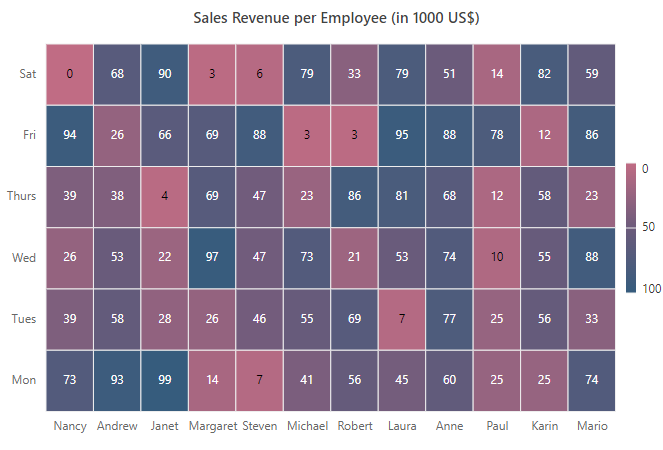 Sales Revenue per Employee (in 1000 US$)
Sat 0 68 90 3 6 79 33 79 51 14 82 59
Fri 94 26 66 69 88 3 3 95 88 78 12 86
Thurs 39 38 4 69 47 23 86 81 68 12 58 23
Wed 26 53 22 97 47 73 21 53 74 10 55 88
Tues 39 58 28 26 46 55 69 7 77 25 56 33
Mon 73 93 99 14 7 41 56 45 60 25 25 74
Nancy Andrew Janet Margaret Steven Michael Robert Laura Anne Paul Karin Mario
0
50
100